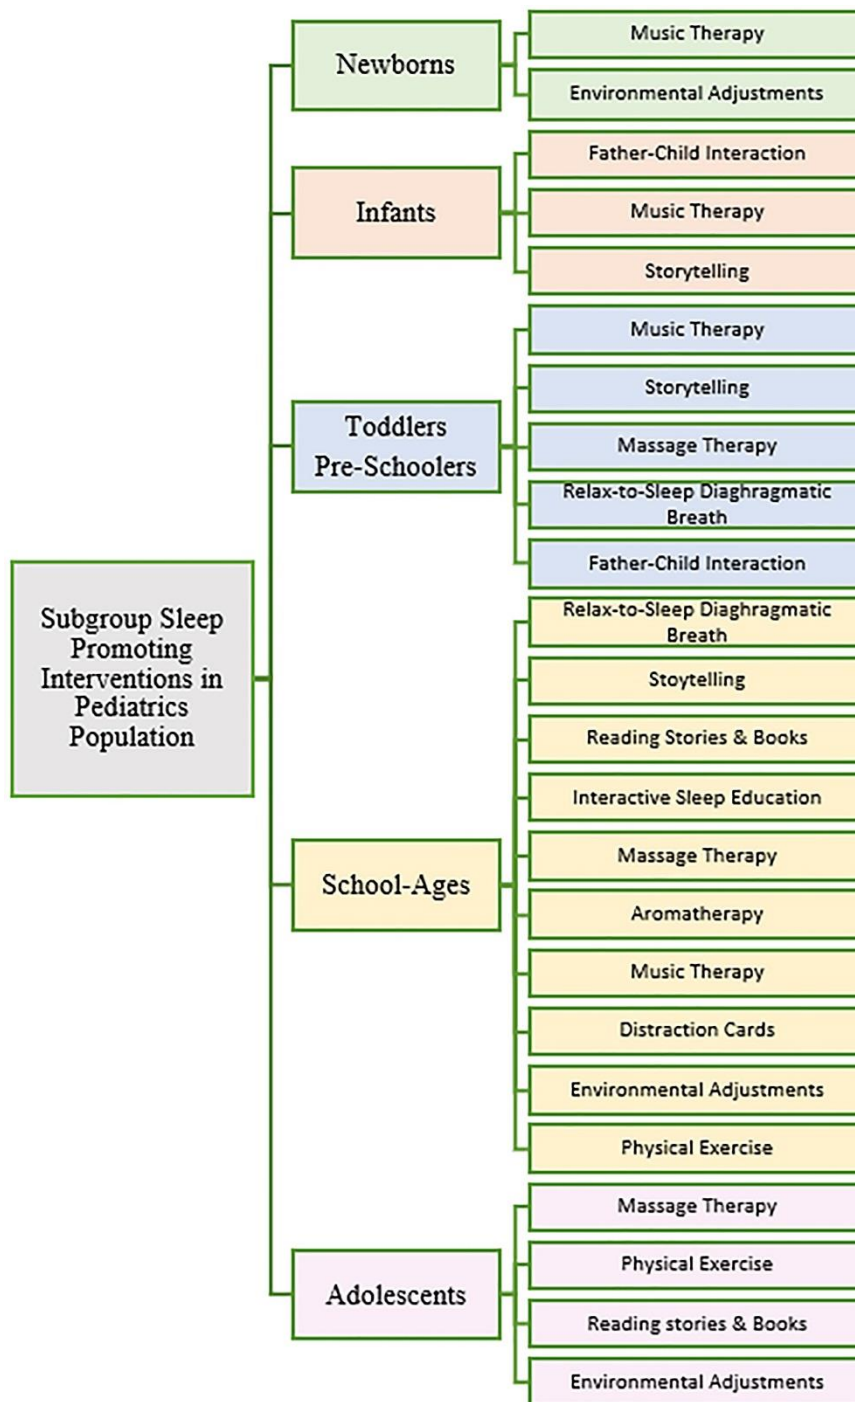 Subgroup Sleep
Promoting
Interventions in
Pediatrics
Population
Newborns
Music Therapy
Environmental Adjustments
Infants
Father-Child Interaction
Music Therapy
Storytelling
Toddlers
Pre-Schoolers
Music Therapy
Storytelling
Massage Therapy
Relax-to-Sleep Diaghragmatic
Breath
Father-Child Interaction
School-Ages
Relax-to-Sleep Diaghragmatic
Breath
Stoytelling
Reading Stories & Books
Interactive Sleep Education
Massage Therapy
Aromatherapy
Music Therapy
Distraction Cards
Environmental Adjustments
Physical Exercise
Adolescents
Massage Therapy
Physical Exercise
Reading stories & Books
Environmental Adjustments